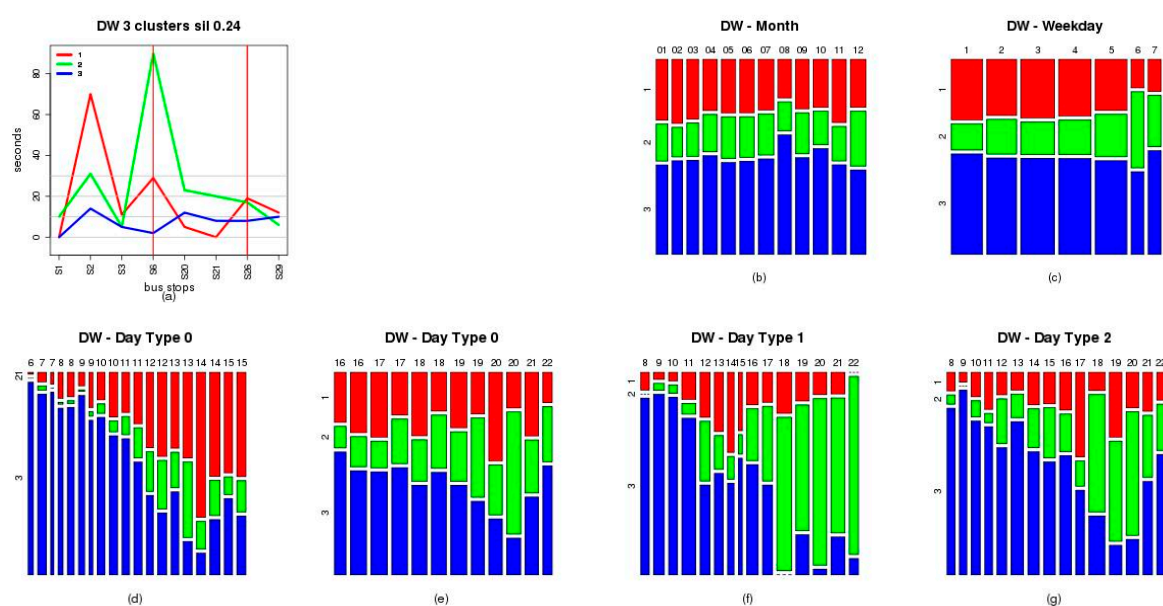 DW 3 clusters sil 0.24
1
2
3
seconds
0 20 40 60 80
S1 S2 S3 S6 S20 S21 S26 S29
bus stops
(a)
DW - Month
01 02 03 04 05 06 07 08 09 10 11 12
1
2
3
(b)
DW - Weekday
1 2 3 4 5 6 7
1
2
3
(c)
DW - Day Type 0
6 7 7 8 8 9 9 10 10 11 11 12 12 13 13 14 14 15 15
21
3
(d)
DW - Day Type 0
16 16 17 17 18 18 19 19 20 20 21 22
1
2
3
(e)
DW - Day Type 1
8 9 10 11 12 13 14 15 16 17 18 19 20 21 22
1
2
3
(f)
DW - Day Type 2
8 9 10 11 12 13 14 15 16 17 18 19 20 21 22
1
2
3
(g)